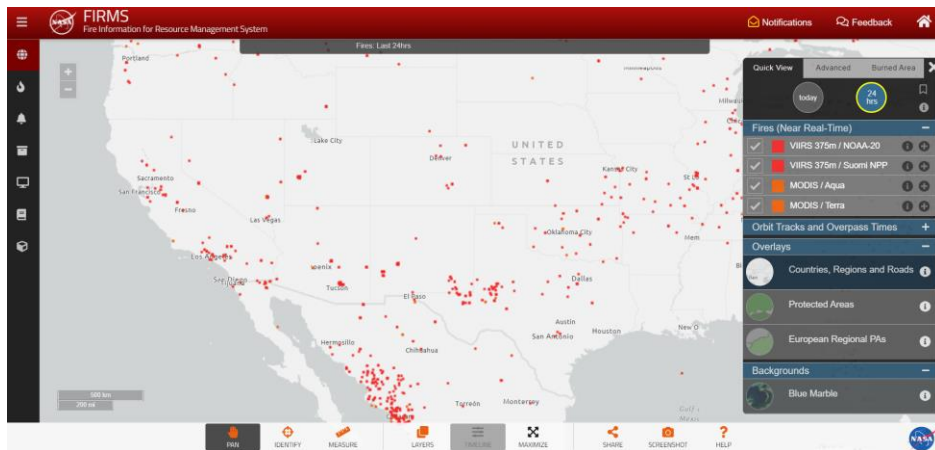 NASA
FIRMS
Fire Information for Resource Management System
Notifications
Feedback
Fires: Last 24hrs
Quick View
Advanced
Burned Area
today
24
hrs
Fires (Near Real-Time)
VIIRS 375m / NOAA-20
VIIRS 375m / Suomi NPP
MODIS / Aqua
MODIS / Terra
Orbit Tracks and Overpass Times
Overlays
Countries, Regions and Roads
Protected Areas
European Regional PAs
Backgrounds
Blue Marble
Portland
Lake City
UNITED
STATES
Denver
Kansas City
Sacramento
San Francisco
Fresno
Las Vegas
Oklahoma City
Mem
Los Angeles
San Diego
Tucson
El Paso
Dallas
Austin
Houston
San Antonio
New O
Hermosillo
Chihuahua
Torreón
Monterrey
500 km
200 mi
PAN
IDENTIFY
MEASURE
LAYERS
TIMELINE
MAXIMIZE
SHARE
SCREENSHOT
HELP
NASA